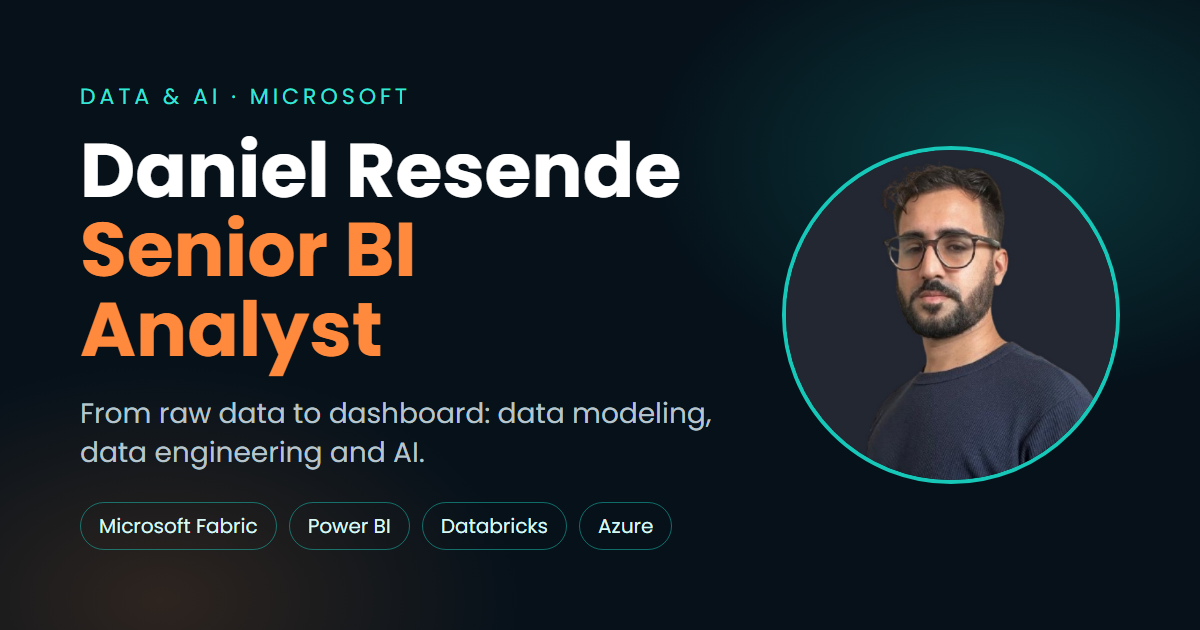 DATA & AI · MICROSOFT
Daniel Resende
Senior BI
Analyst
From raw data to dashboard: data modeling,
data engineering and AI.
Microsoft Fabric
Power BI
Databricks
Azure